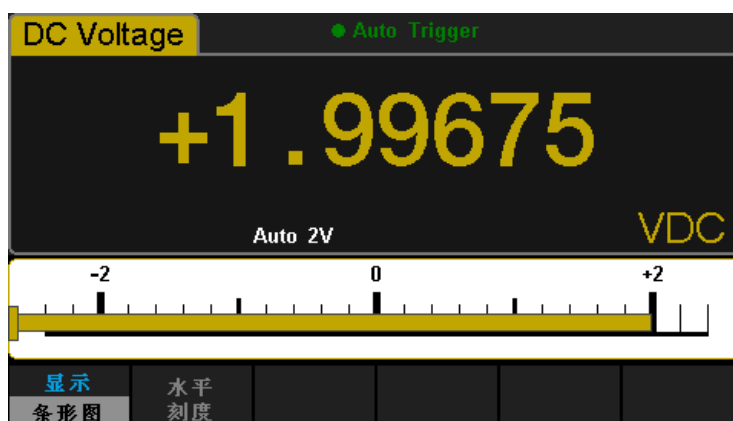 DC Voltage
Auto Trigger
+1.99675
Auto 2V
VDC
-2 0 +2
显示 水平
条形图 刻度